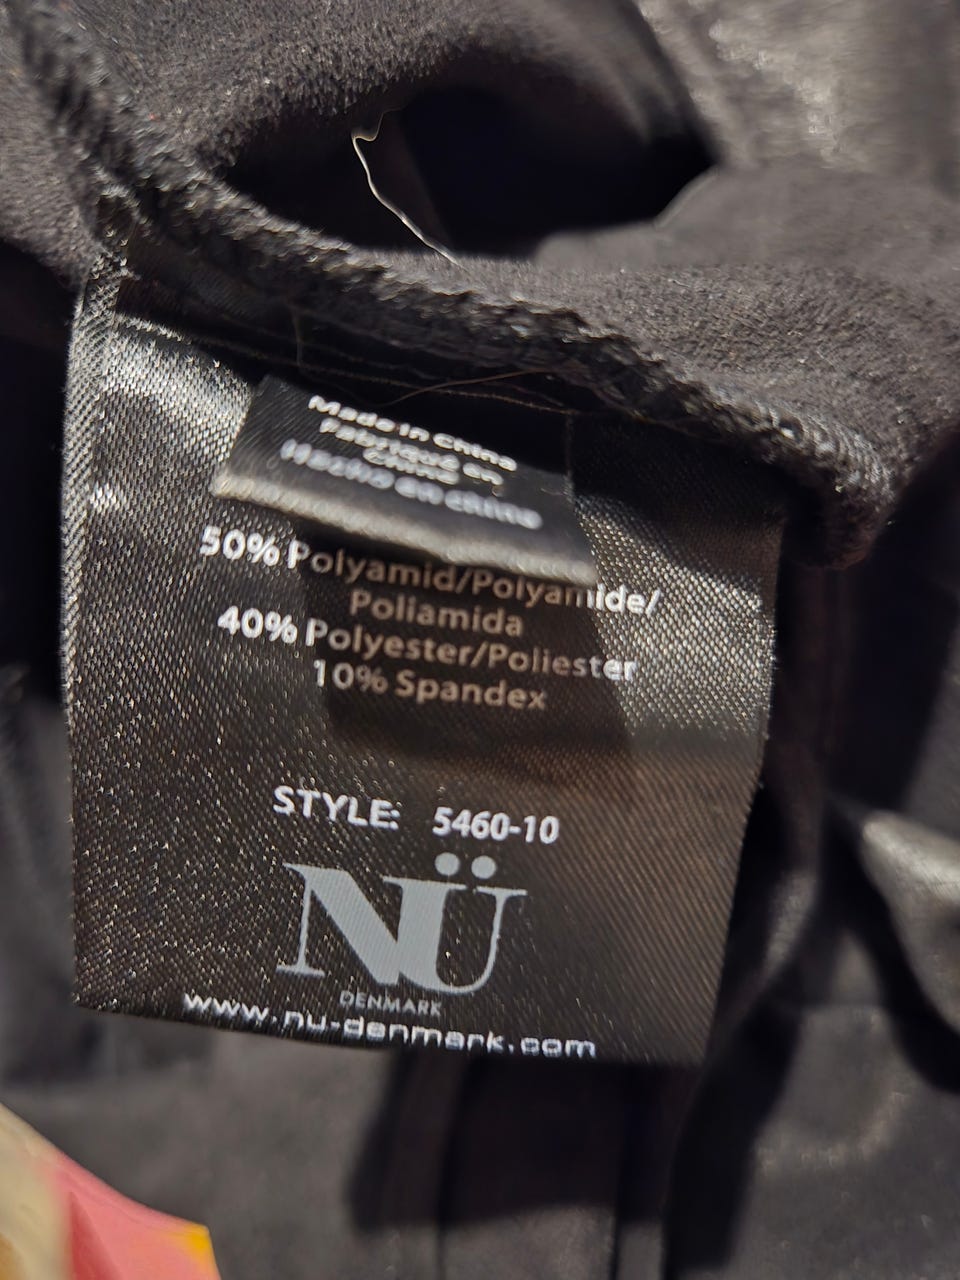 Made in China
Fabriqué en
Chine
Hecho en china
50% Polyamid/Polyamide/
Poliamida
40% Polyester/Poliester
10% Spandex
STYLE: 5460-10
NÜ
DENMARK
www.nu-denmark.com